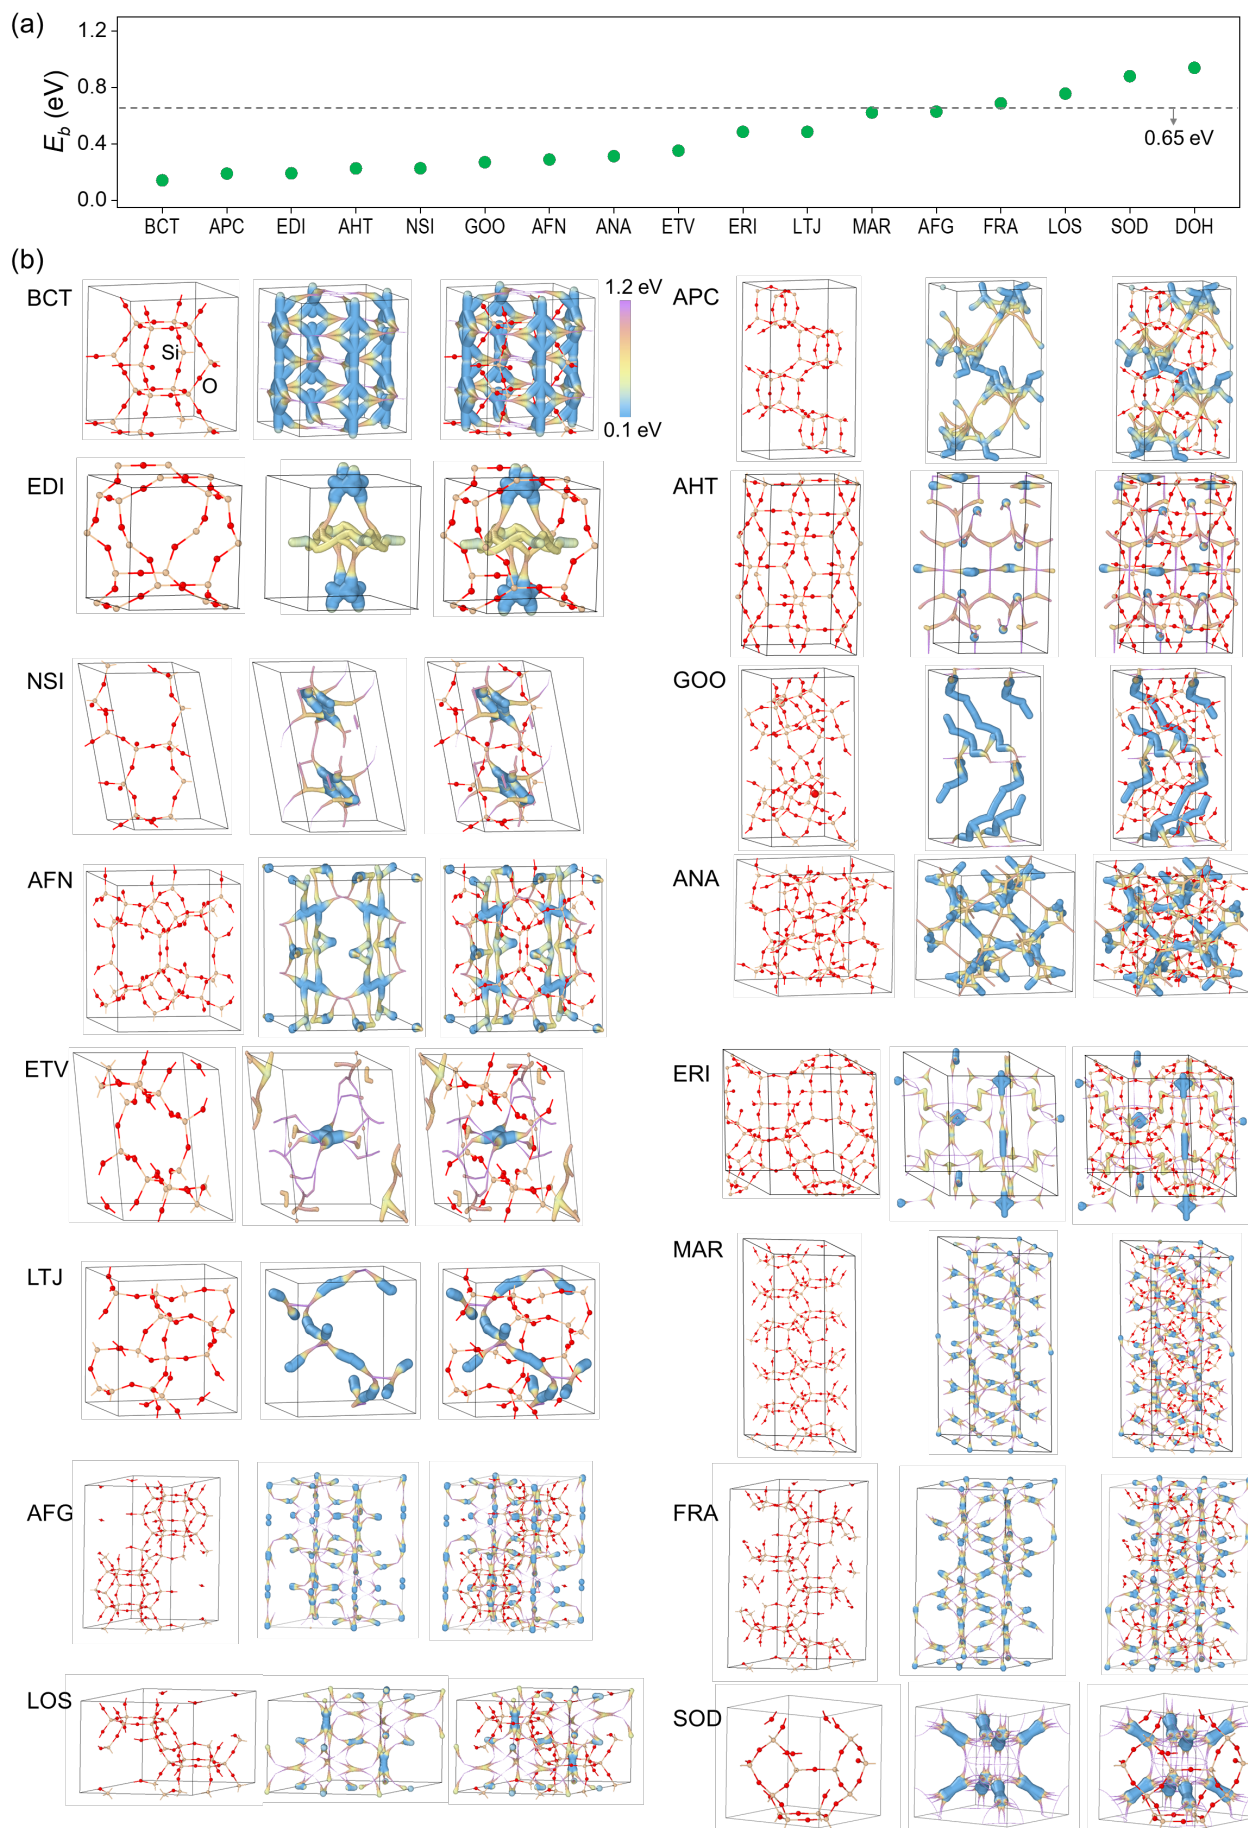 (a)
1.2
0.8
0.4
0.0
E_b (eV)
0.65 eV
BCT APC EDI AHT NSI GOO AFN ANA ETV ERI LTJ MAR AFG FRA LOS SOD DOH
(b)
BCT
Si
O
1.2 eV
0.1 eV
APC
EDI
AHT
NSI
GOO
AFN
ANA
ETV
ERI
LTJ
MAR
AFG
FRA
LOS
SOD